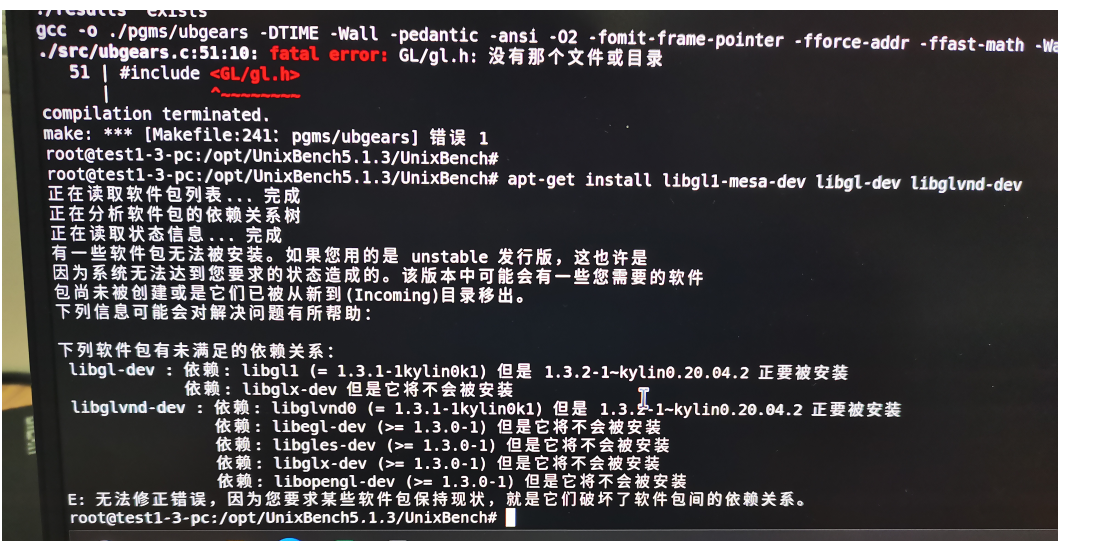 ./results  exists
gcc -o ./pgms/ubgears -DTIME -Wall -pedantic -ansi -O2 -fomit-frame-pointer -fforce-addr -ffast-math -Wa
./src/ubgears.c:51:10: fatal error: GL/gl.h: 没有那个文件或目录
51 | #include <GL/gl.h>
| ^~~~~~~~~
compilation terminated.
make: *** [Makefile:241: pgms/ubgears] 错误 1
root@test1-3-pc:/opt/UnixBench5.1.3/UnixBench#
root@test1-3-pc:/opt/UnixBench5.1.3/UnixBench# apt-get install libgl1-mesa-dev libgl-dev libglvnd-dev
正在读取软件包列表... 完成
正在分析软件包的依赖关系树
正在读取状态信息... 完成
有一些软件包无法被安装。如果您用的是 unstable 发行版，这也许是
因为系统无法达到您要求的状态造成的。该版本中可能会有一些您需要的软件
包尚未被创建或是它们已被从新到(Incoming)目录移出。
下列信息可能会对解决问题有所帮助：
下列软件包有未满足的依赖关系：
libgl-dev : 依赖: libgl1 (= 1.3.1-1kylin0k1) 但是 1.3.2-1~kylin0.20.04.2 正要被安装
依赖: libglx-dev 但是它将不会被安装
libglvnd-dev : 依赖: libglvnd0 (= 1.3.1-1kylin0k1) 但是 1.3.2-1~kylin0.20.04.2 正要被安装
依赖: libegl-dev (>= 1.3.0-1) 但是它将不会被安装
依赖: libgles-dev (>= 1.3.0-1) 但是它将不会被安装
依赖: libglx-dev (>= 1.3.0-1) 但是它将不会被安装
依赖: libopengl-dev (>= 1.3.0-1) 但是它将不会被安装
E: 无法修正错误，因为您要求某些软件包保持现状，就是它们破坏了软件包间的依赖关系。
root@test1-3-pc:/opt/UnixBench5.1.3/UnixBench#